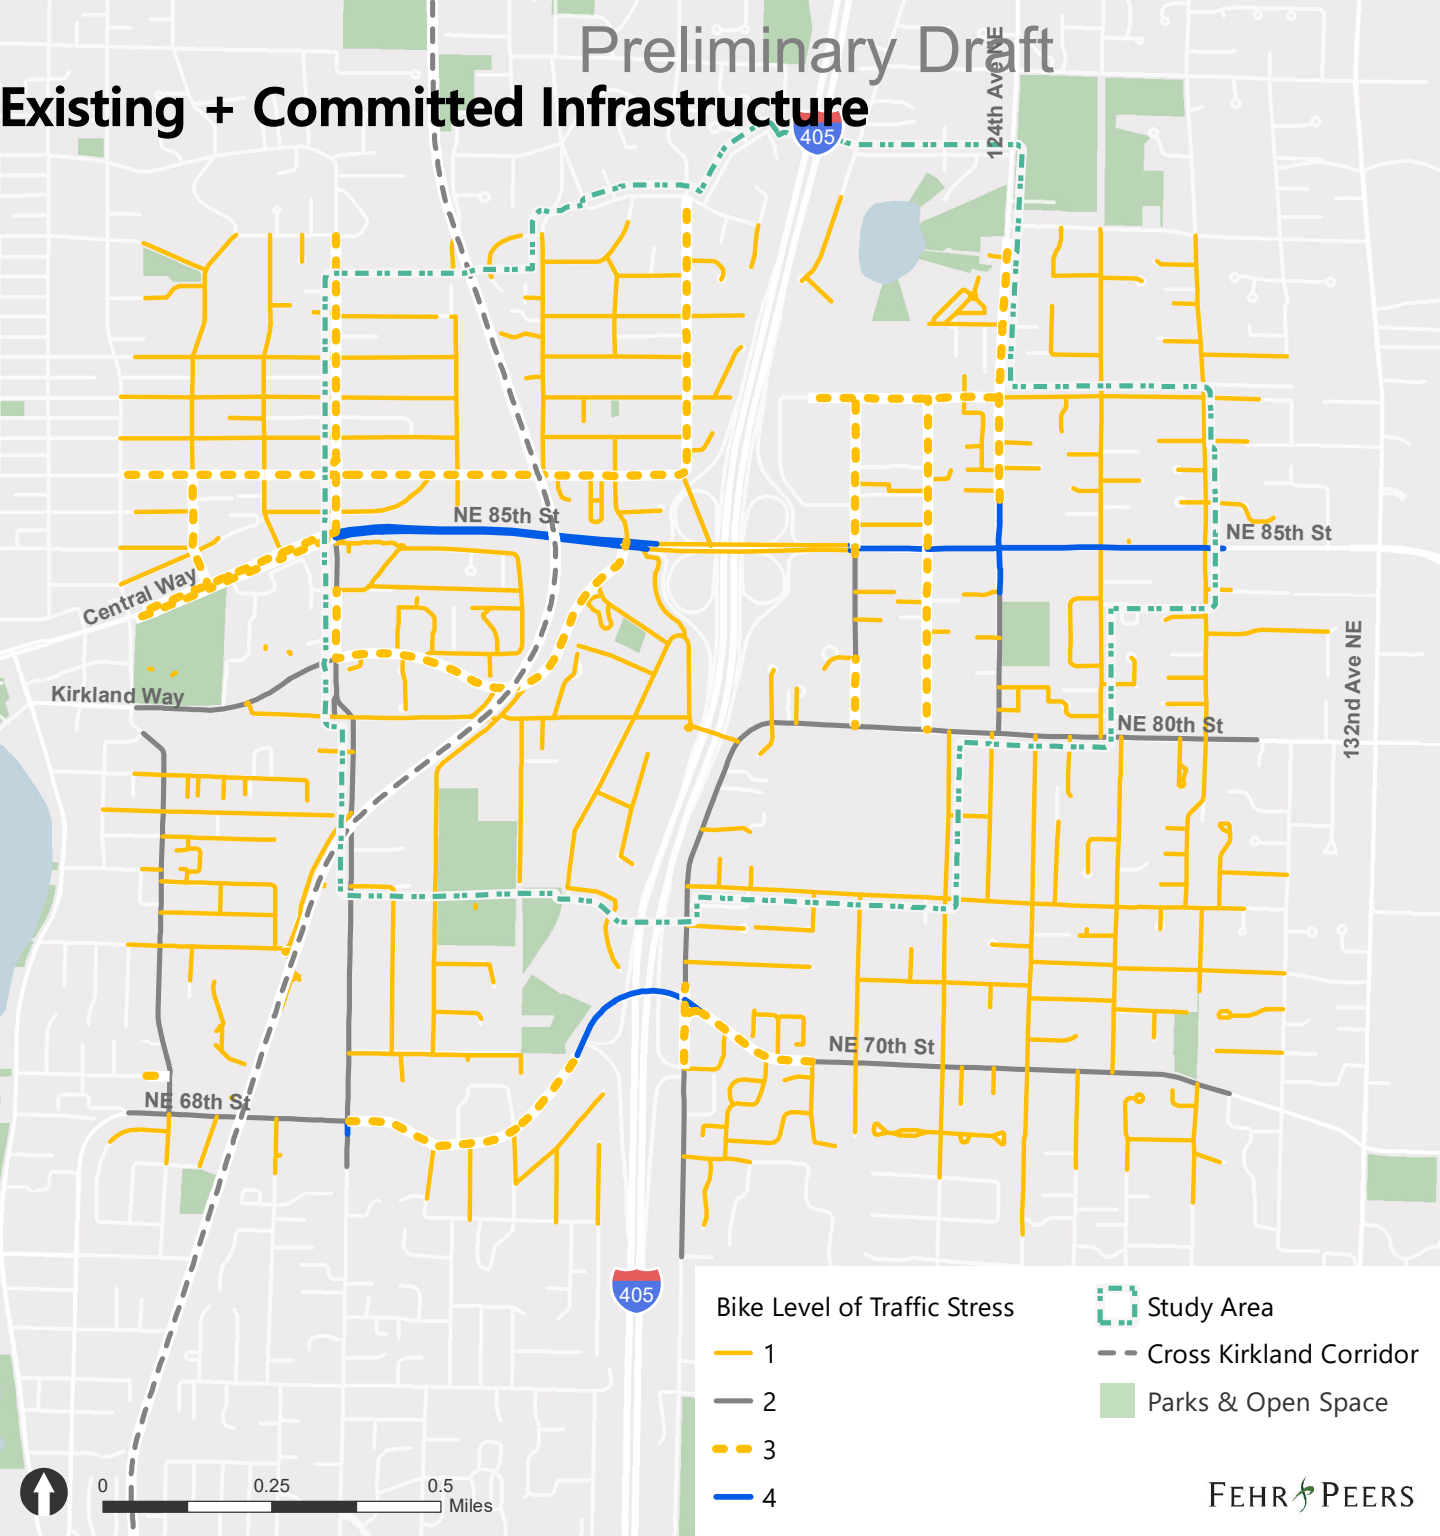 Preliminary Draft
Existing + Committed Infrastructure
405
124th Ave NE
NE 85th St
NE 85th St
Central Way
Kirkland Way
132nd Ave NE
NE 80th St
NE 70th St
NE 68th St
405
Bike Level of Traffic Stress
1
2
3
4
Study Area
Cross Kirkland Corridor
Parks & Open Space
0 0.25 0.5
Miles
FEHR PEERS